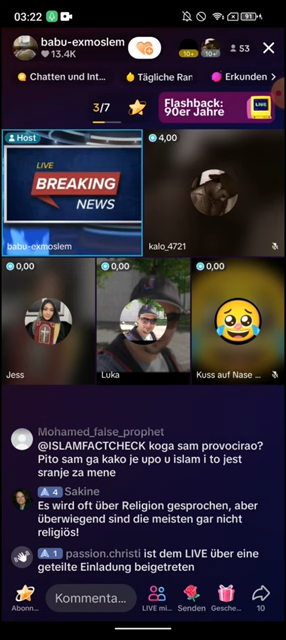 03:22
91
babu-exmoslem
13.4K
10+
10+
53
Chatten und Int...
Tägliche Ran
Erkunden >
3/7
Flashback:
90er Jahre
LIVE
Host
4,00
LIVE
BREAKING
NEWS
babu-exmoslem
kalo_4721
0,00
0,00
0,00
Jess
Luka
Kuss auf Nase ...
Mohamed_false_prophet
@ISLAMFACTCHECK koga sam provocirao?
Pito sam ga kako je upo u islam i to jest
sranje za mene
4 Sakine
Es wird oft über Religion gesprochen, aber
überwiegend sind die meisten gar nicht
religiös!
1 passion.christi ist dem LIVE über eine
geteilte Einladung beigetreten
Abonn...
Kommenta...
LIVE mi...
Senden
Gesche...
10